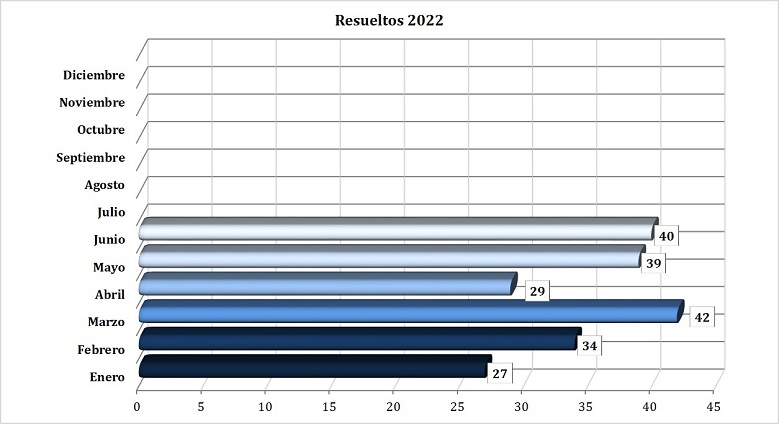 Resueltos 2022
Diciembre
Noviembre
Octubre
Septiembre
Agosto
Julio
Junio
40
Mayo
39
Abril
29
Marzo
42
Febrero
34
Enero
27
0 5 10 15 20 25 30 35 40 45